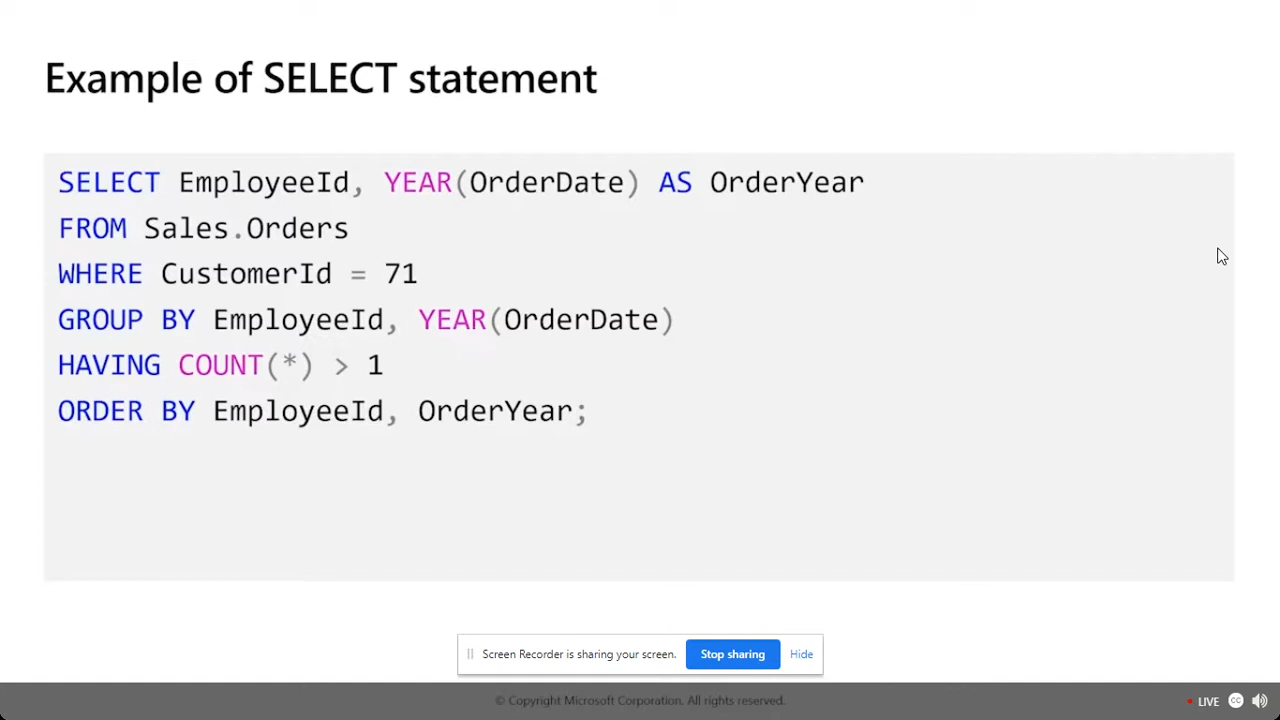 Example of SELECT statement
SELECT EmployeeId, YEAR(OrderDate) AS OrderYear
FROM Sales.Orders
WHERE CustomerId = 71
GROUP BY EmployeeId, YEAR(OrderDate)
HAVING COUNT(*) > 1
ORDER BY EmployeeId, OrderYear;
Screen Recorder is sharing your screen. Stop sharing Hide
© Copyright Microsoft Corporation. All rights reserved. LIVE CC